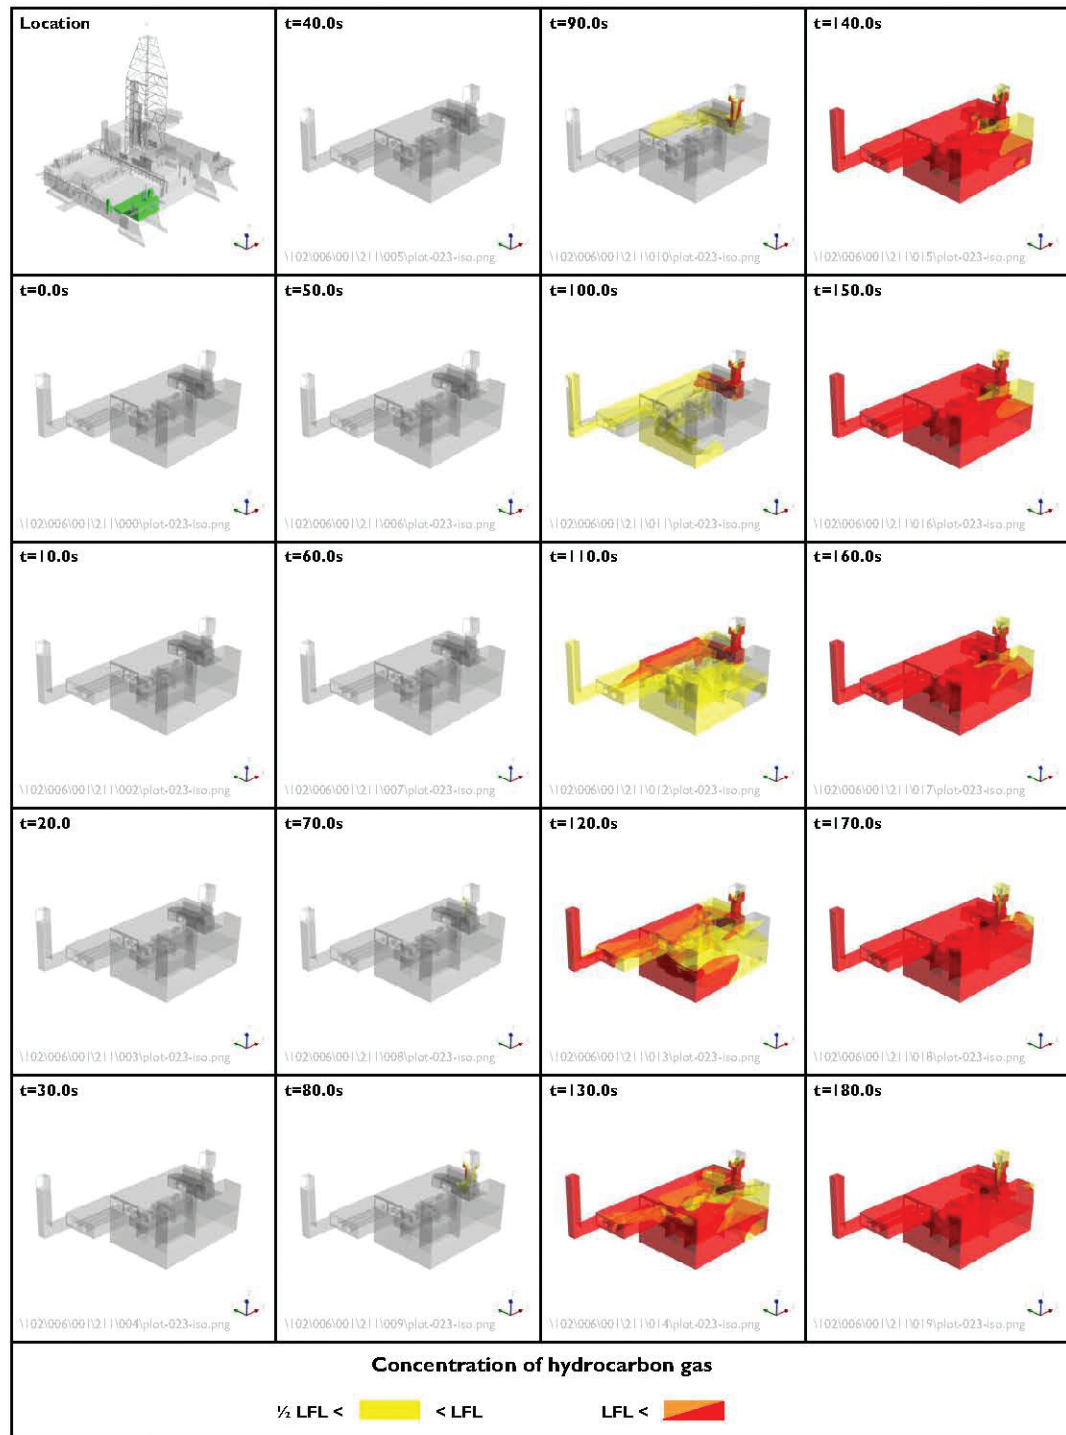 Location
t=0.0s
\102\006\001\211\000\plot-023-iso.png
t=10.0s
\102\006\001\211\002\plot-023-iso.png
t=20.0
\102\006\001\211\003\plot-023-iso.png
t=30.0s
\102\006\001\211\004\plot-023-iso.png
t=40.0s
\102\006\001\211\005\plot-023-iso.png
t=50.0s
\102\006\001\211\006\plot-023-iso.png
t=60.0s
\102\006\001\211\007\plot-023-iso.png
t=70.0s
\102\006\001\211\008\plot-023-iso.png
t=80.0s
\102\006\001\211\009\plot-023-iso.png
t=90.0s
\102\006\001\211\010\plot-023-iso.png
t=100.0s
\102\006\001\211\011\plot-023-iso.png
t=110.0s
\102\006\001\211\012\plot-023-iso.png
t=120.0s
\102\006\001\211\013\plot-023-iso.png
t=130.0s
\102\006\001\211\014\plot-023-iso.png
t=140.0s
\102\006\001\211\015\plot-023-iso.png
t=150.0s
\102\006\001\211\016\plot-023-iso.png
t=160.0s
\102\006\001\211\017\plot-023-iso.png
t=170.0s
\102\006\001\211\018\plot-023-iso.png
t=180.0s
\102\006\001\211\019\plot-023-iso.png
Concentration of hydrocarbon gas
½ LFL < < LFL LFL <